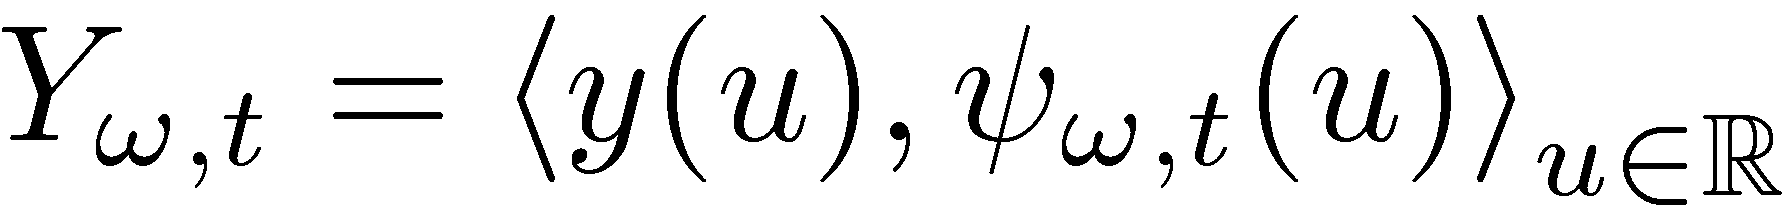 Y_{ω,t} = ⟨y(u), ψ_{ω,t}(u)⟩_{u∈ℝ}